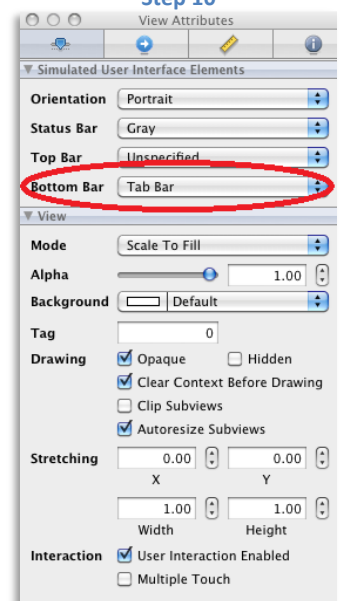 Step 10
View Attributes
Simulated User Interface Elements
Orientation Portrait
Status Bar Gray
Top Bar Unspecified
Bottom Bar Tab Bar
View
Mode Scale To Fill
Alpha 1.00
Background Default
Tag 0
Drawing Opaque Hidden
Clear Context Before Drawing
Clip Subviews
Autoresize Subviews
Stretching 0.00 0.00
X Y
1.00 1.00
Width Height
Interaction User Interaction Enabled
Multiple Touch